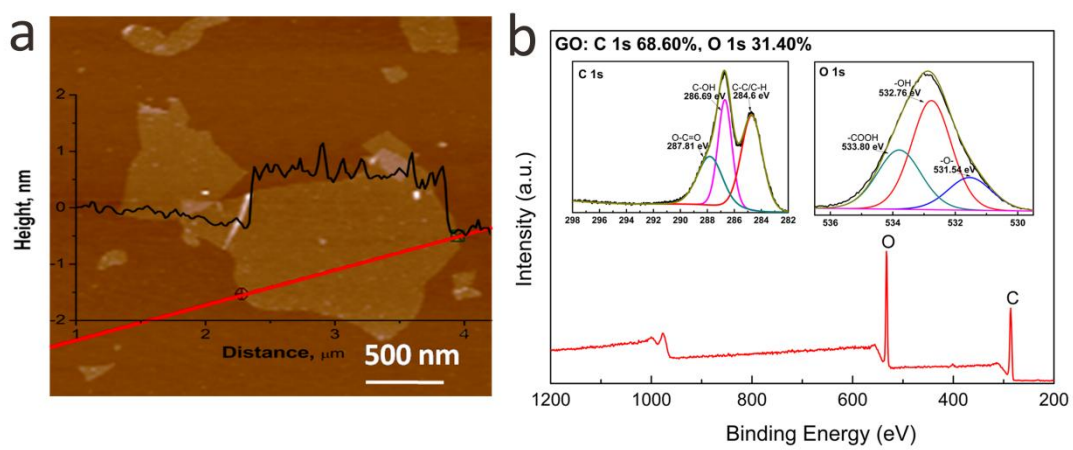 a
2
1
0
-1
-2
Height, nm
1
2
3
4
Distance, μm
500 nm
b
GO: C 1s 68.60%, O 1s 31.40%
C 1s
C-OH
286.69 eV
C-C/C-H
284.6 eV
O-C=O
287.81 eV
298 296 294 292 290 288 286 284 282
O 1s
-OH
532.76 eV
-COOH
533.80 eV
-O-
531.54 eV
536 534 532 530
O
C
Intensity (a.u.)
1200 1000 800 600 400 200
Binding Energy (eV)